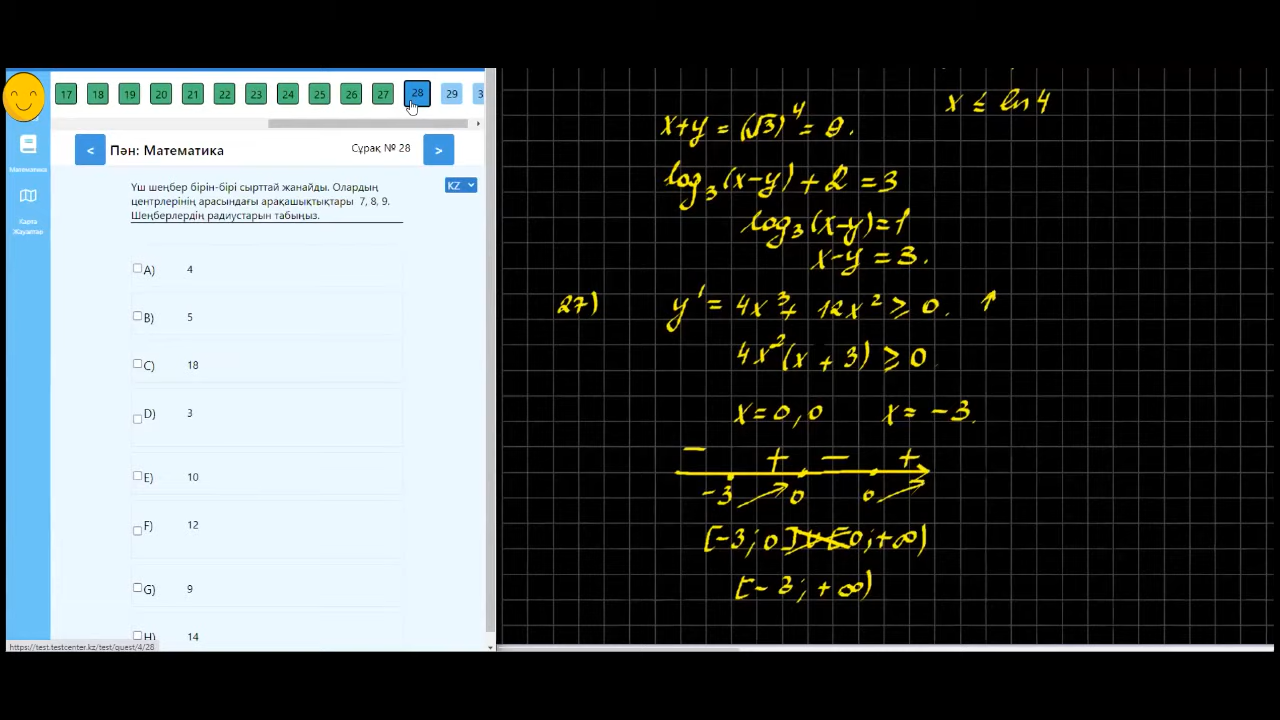 17 18 19 20 21 22 23 24 25 26 27 28 29 3
< Пән: Математика Сұрақ № 28 >
KZ
Үш шеңбер бірін-бірі сырттай жанайды. Олардың
центрлерінің арасындағы арақашықтықтары 7, 8, 9.
Шеңберлердің радиустарын табыңыз.
A) 4
B) 5
C) 18
D) 3
E) 10
F) 12
G) 9
H) 14
Математика
Карта
https://test.testcenter.kz/test/quest/4/28
x ≤ ln 4
x+y = (√3)^4 = 9.
log₃(x-y) + 2 = 3
log₃(x-y) = 1
x-y = 3.
27) y' = 4x³ + 12x² ≥ 0. ↑
4x²(x + 3) ≥ 0
x = 0, 0 x = -3.
- + - +
-3 0 0
[-3; 0] ∪ [0; +∞)
[-3; +∞)